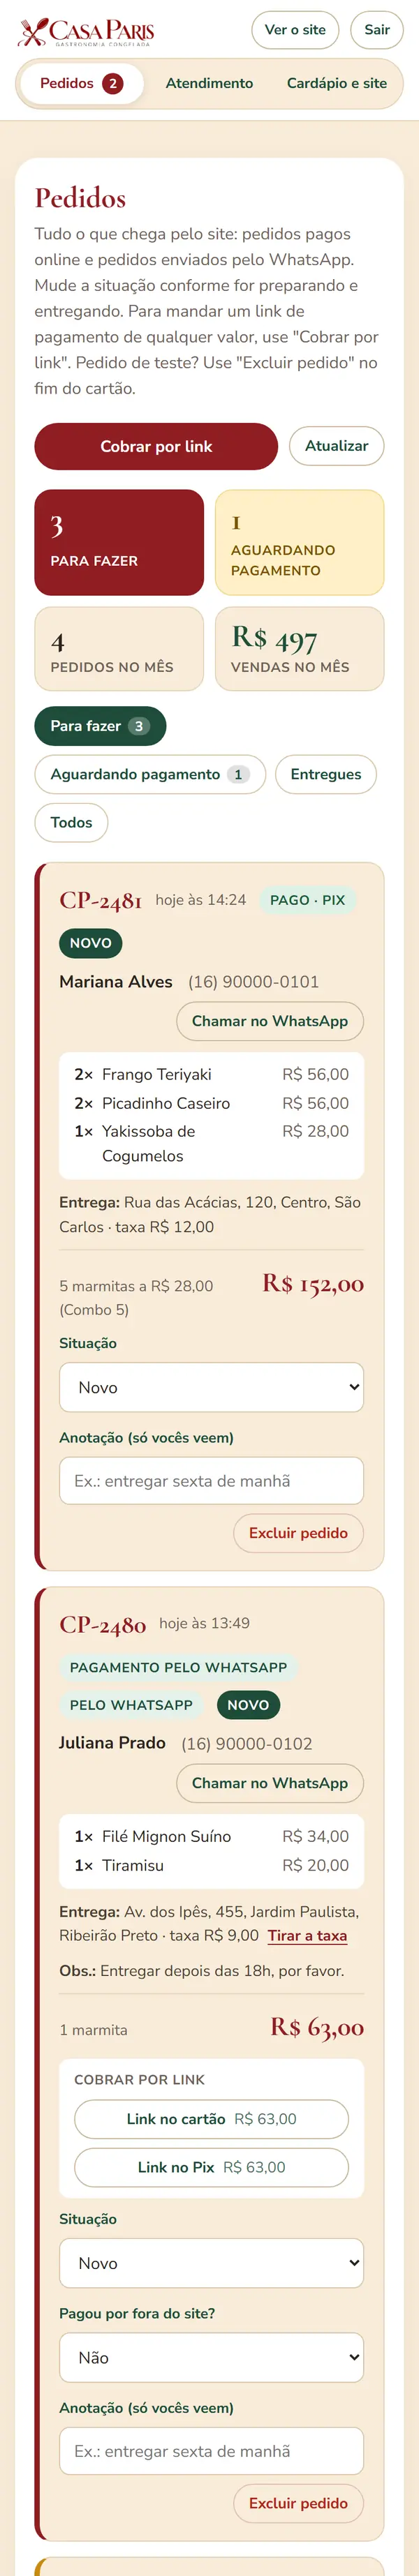 CASA PARIS
GASTRONOMIA CONGELADA
Ver o site
Sair
Pedidos 2
Atendimento
Cardápio e site
Pedidos
Tudo o que chega pelo site: pedidos pagos
online e pedidos enviados pelo WhatsApp.
Mude a situação conforme for preparando e
entregando. Para mandar um link de
pagamento de qualquer valor, use "Cobrar por
link". Pedido de teste? Use "Excluir pedido" no
fim do cartão.
Cobrar por link
Atualizar
3
PARA FAZER
1
AGUARDANDO
PAGAMENTO
4
PEDIDOS NO MÊS
R$ 497
VENDAS NO MÊS
Para fazer 3
Aguardando pagamento 1
Entregues
Todos
CP-2481 hoje às 14:24 PAGO · PIX
NOVO
Mariana Alves (16) 90000-0101
Chamar no WhatsApp
2× Frango Teriyaki R$ 56,00
2× Picadinho Caseiro R$ 56,00
1× Yakissoba de R$ 28,00
Cogumelos
Entrega: Rua das Acácias, 120, Centro, São
Carlos · taxa R$ 12,00
5 marmitas a R$ 28,00 R$ 152,00
(Combo 5)
Situação
Novo
Anotação (só vocês veem)
Ex.: entregar sexta de manhã
Excluir pedido
CP-2480 hoje às 13:49
PAGAMENTO PELO WHATSAPP
PELO WHATSAPP NOVO
Juliana Prado (16) 90000-0102
Chamar no WhatsApp
1× Filé Mignon Suíno R$ 34,00
1× Tiramisu R$ 20,00
Entrega: Av. dos Ipês, 455, Jardim Paulista,
Ribeirão Preto · taxa R$ 9,00 Tirar a taxa
Obs.: Entregar depois das 18h, por favor.
1 marmita R$ 63,00
COBRAR POR LINK
Link no cartão R$ 63,00
Link no Pix R$ 63,00
Situação
Novo
Pagou por fora do site?
Não
Anotação (só vocês veem)
Ex.: entregar sexta de manhã
Excluir pedido